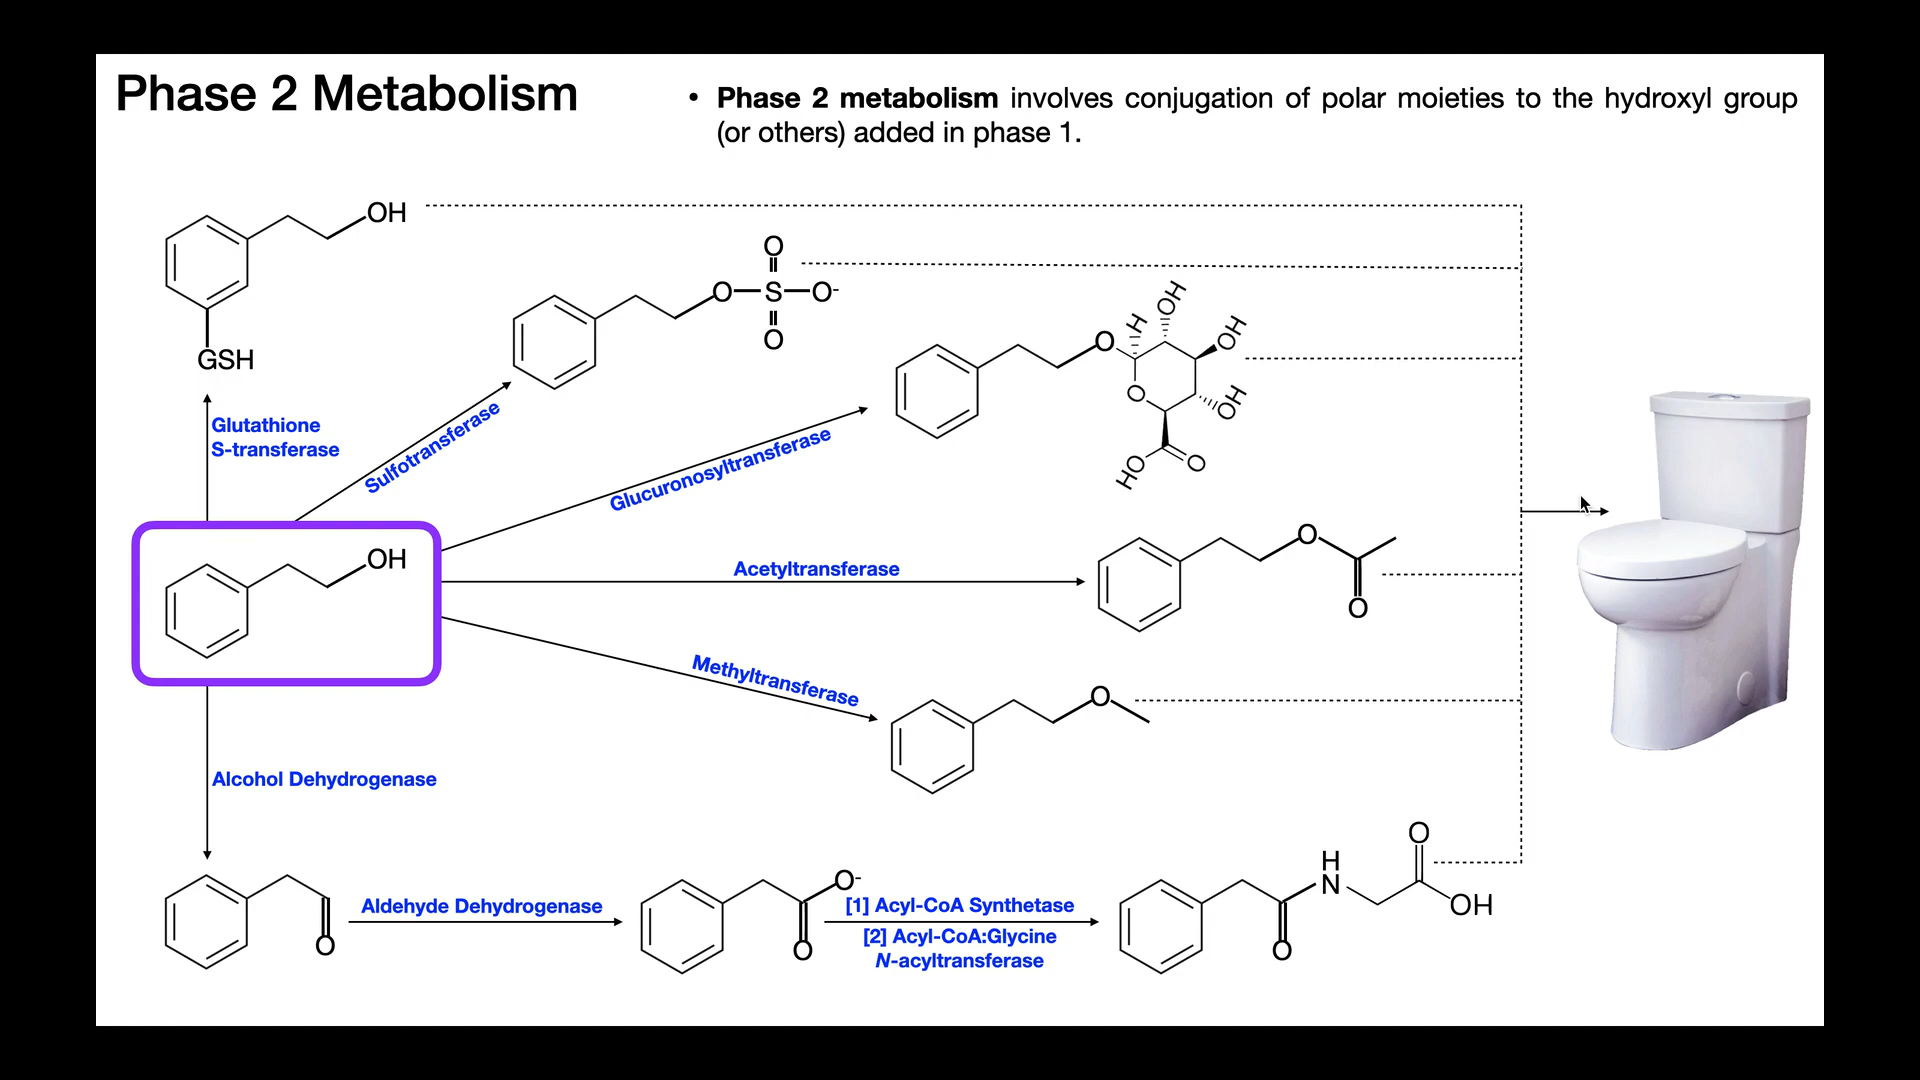 Phase 2 Metabolism
• Phase 2 metabolism involves conjugation of polar moieties to the hydroxyl group
(or others) added in phase 1.
OH
GSH
Glutathione
S-transferase
O
O S O-
O
Sulfotransferase
O H OH
OH
O
OH
HO O
Glucuronosyltransferase
OH
Acetyltransferase
O
O
Methyltransferase
O
Alcohol Dehydrogenase
O
Aldehyde Dehydrogenase
O-
O
[1] Acyl-CoA Synthetase
[2] Acyl-CoA:Glycine
N-acyltransferase
O
H
N
OH
O